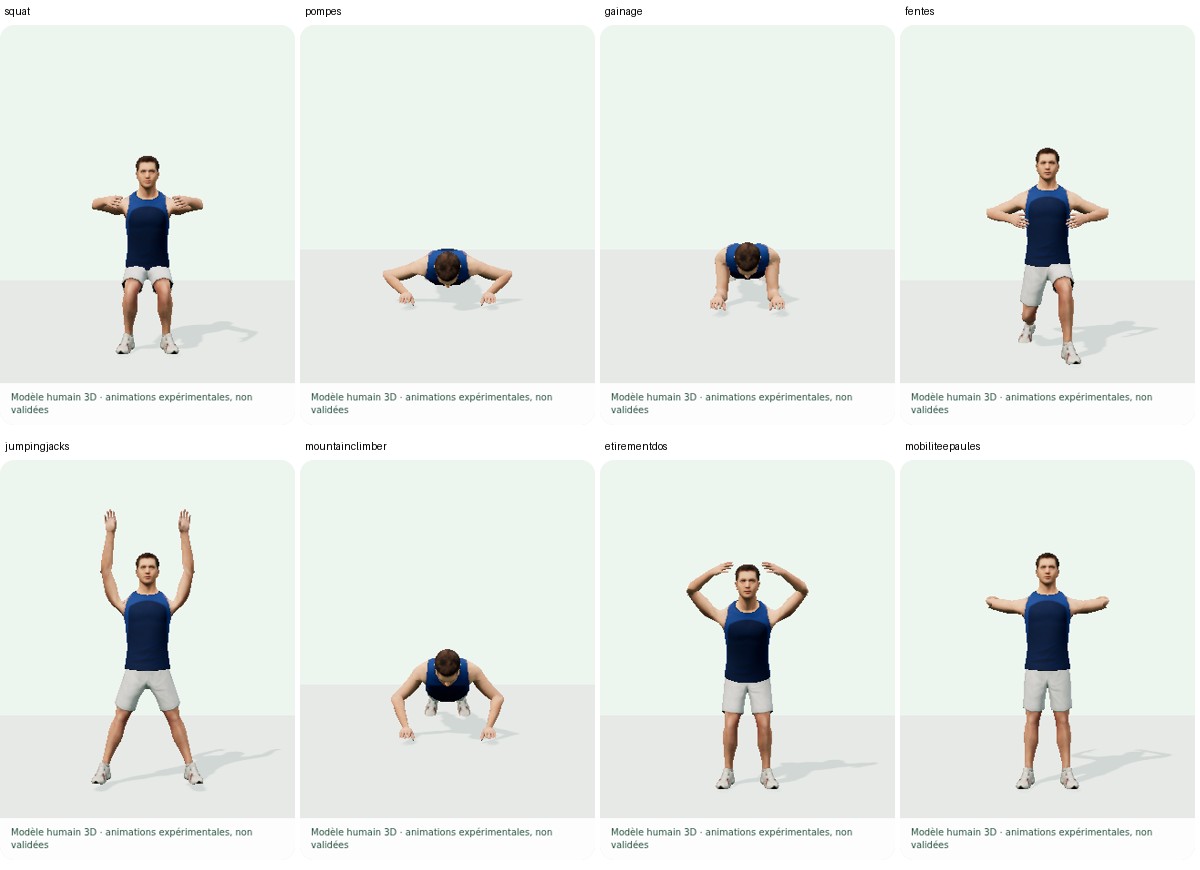 squat
pompes
gainage
fentes
Modèle humain 3D · animations expérimentales, non
validées
Modèle humain 3D · animations expérimentales, non
validées
Modèle humain 3D · animations expérimentales, non
validées
Modèle humain 3D · animations expérimentales, non
validées
jumpingjacks
mountainclimber
etirementdos
mobiliteepaules
Modèle humain 3D · animations expérimentales, non
validées
Modèle humain 3D · animations expérimentales, non
validées
Modèle humain 3D · animations expérimentales, non
validées
Modèle humain 3D · animations expérimentales, non
validées